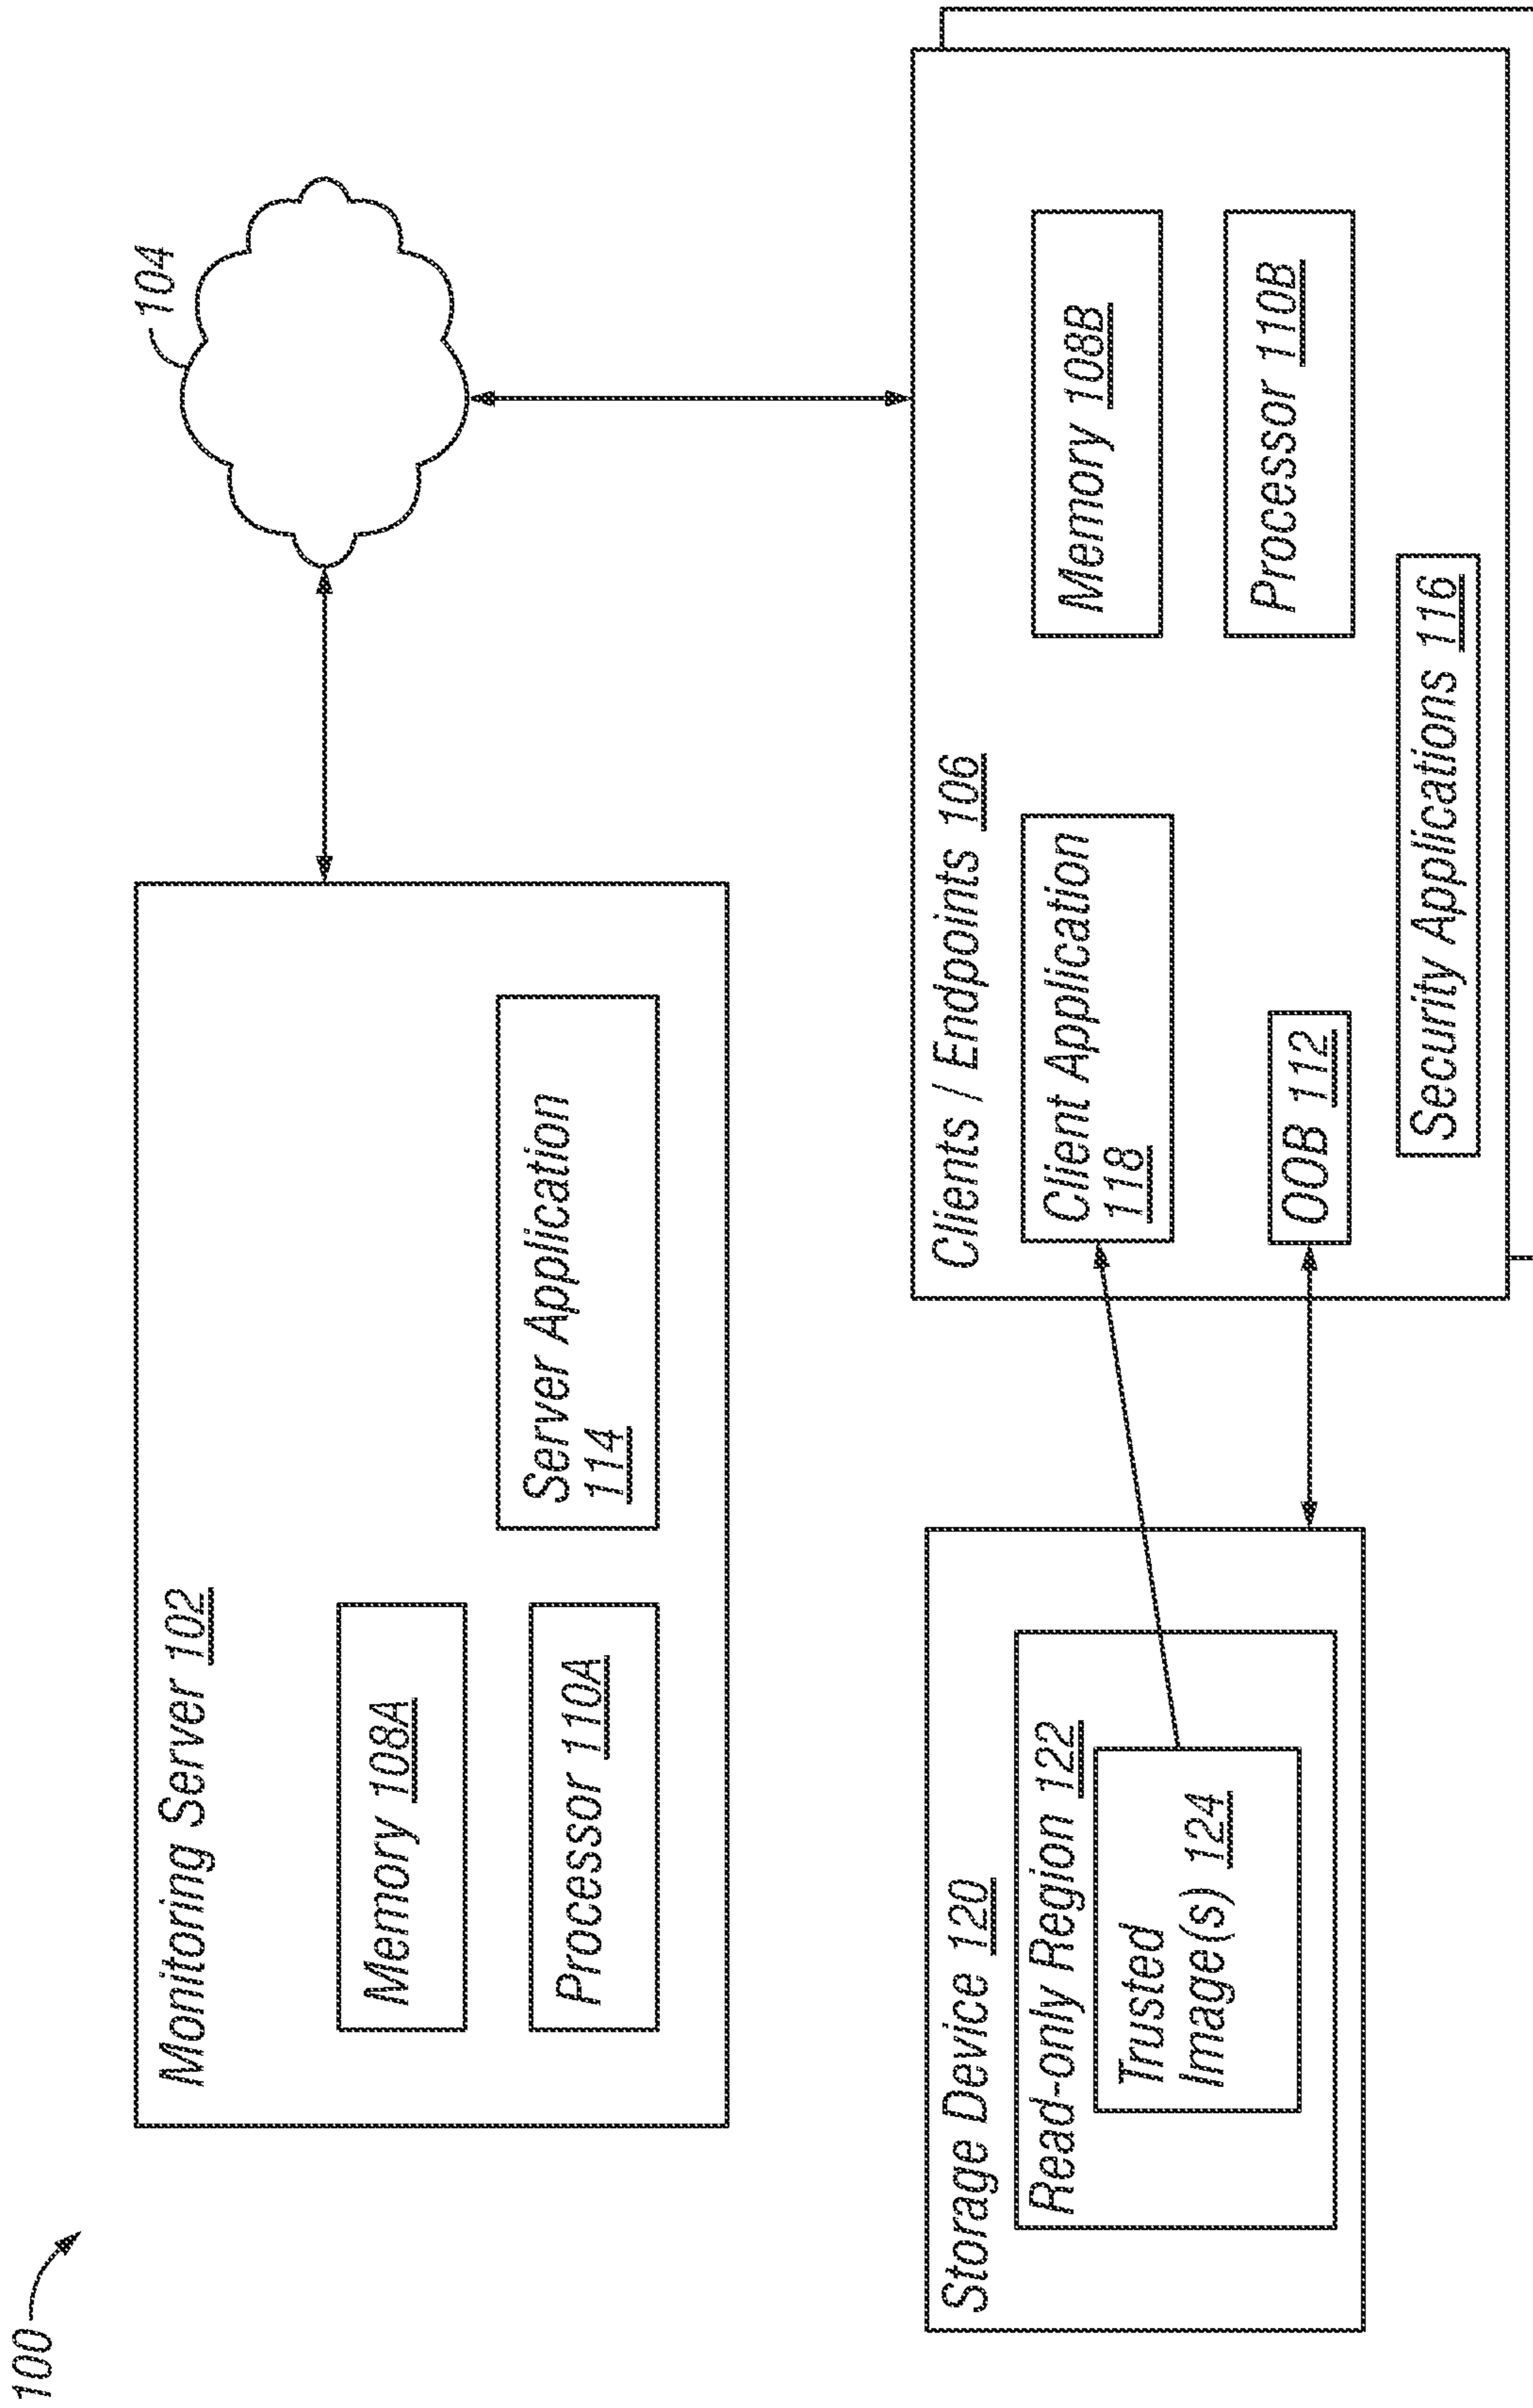 100
Monitoring Server 102
Memory 108A
Processor 110A
Server Application
114
104
Storage Device 120
Read-only Region 122
Trusted
Image(s) 124
Clients / Endpoints 106
Client Application
118
OOB 112
Security Applications 116
Memory 108B
Processor 110B